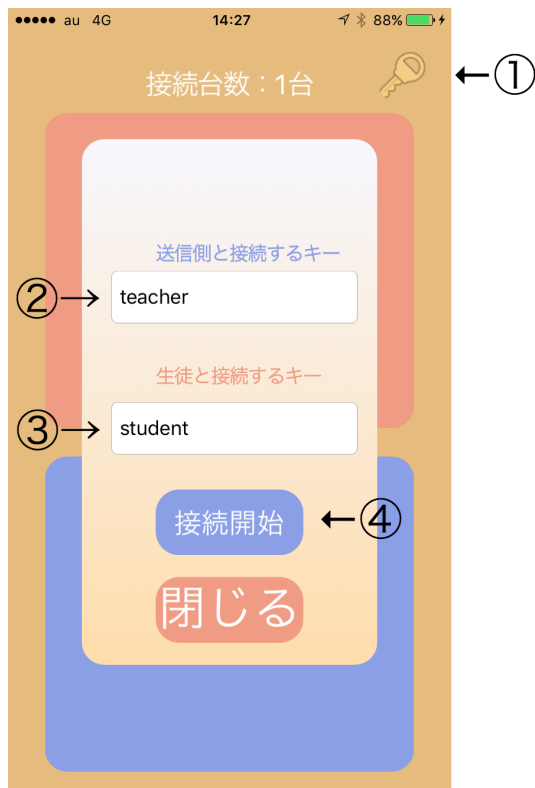 au 4G 14:27 88%
接続台数：1台
①
送信側と接続するキー
② teacher
生徒と接続するキー
③ student
接続開始 ④
閉じる